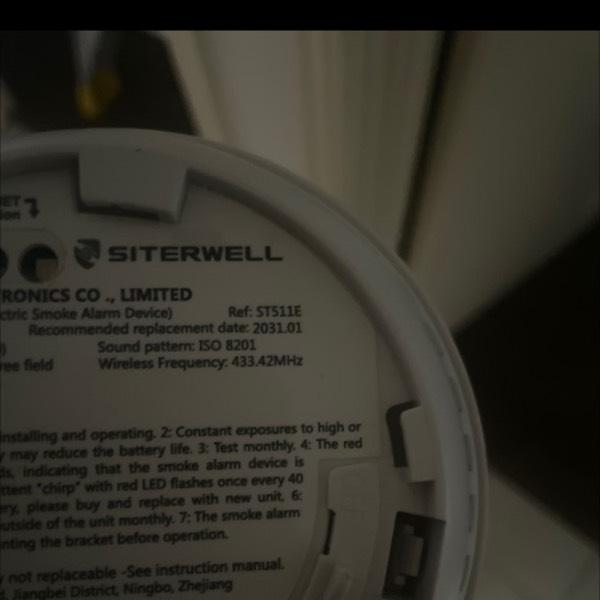 SET
ion
SITERWELL
RONICS CO ., LIMITED
ctric Smoke Alarm Device) Ref: ST511E
Recommended replacement date: 2031.01
) Sound pattern: ISO 8201
ree field Wireless Frequency: 433.42MHz
installing and operating. 2: Constant exposures to high or
y may reduce the battery life. 3: Test monthly. 4: The red
ds, indicating that the smoke alarm device is
ttent "chirp" with red LED flashes once every 40
ery, please buy and replace with new unit. 6:
outside of the unit monthly. 7: The smoke alarm
nting the bracket before operation.
y not replaceable -See instruction manual.
d, Jiangbei District, Ningbo, Zhejiang